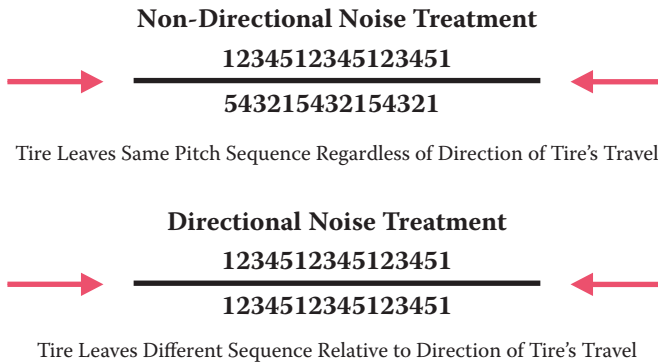 Non-Directional Noise Treatment
1234512345123451
543215432154321
Tire Leaves Same Pitch Sequence Regardless of Direction of Tire's Travel
Directional Noise Treatment
1234512345123451
1234512345123451
Tire Leaves Different Sequence Relative to Direction of Tire's Travel